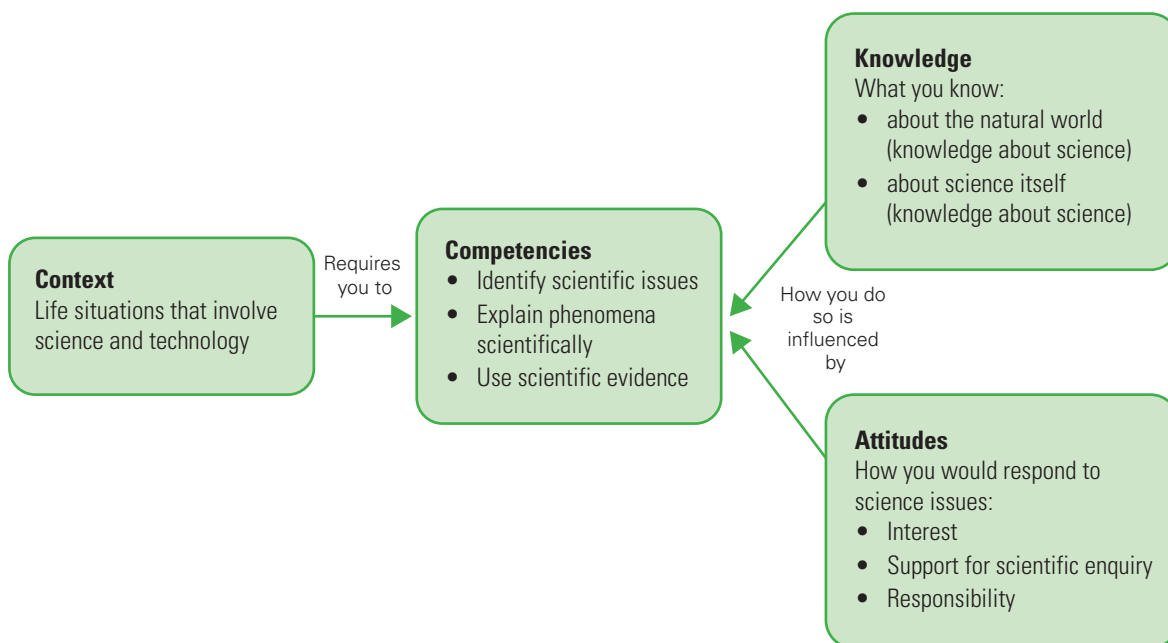 Context
Life situations that involve
science and technology
Requires
you to
Competencies
• Identify scientific issues
• Explain phenomena
scientifically
• Use scientific evidence
How you do
so is
influenced
by
Knowledge
What you know:
• about the natural world
(knowledge about science)
• about science itself
(knowledge about science)
Attitudes
How you would respond to
science issues:
• Interest
• Support for scientific enquiry
• Responsibility